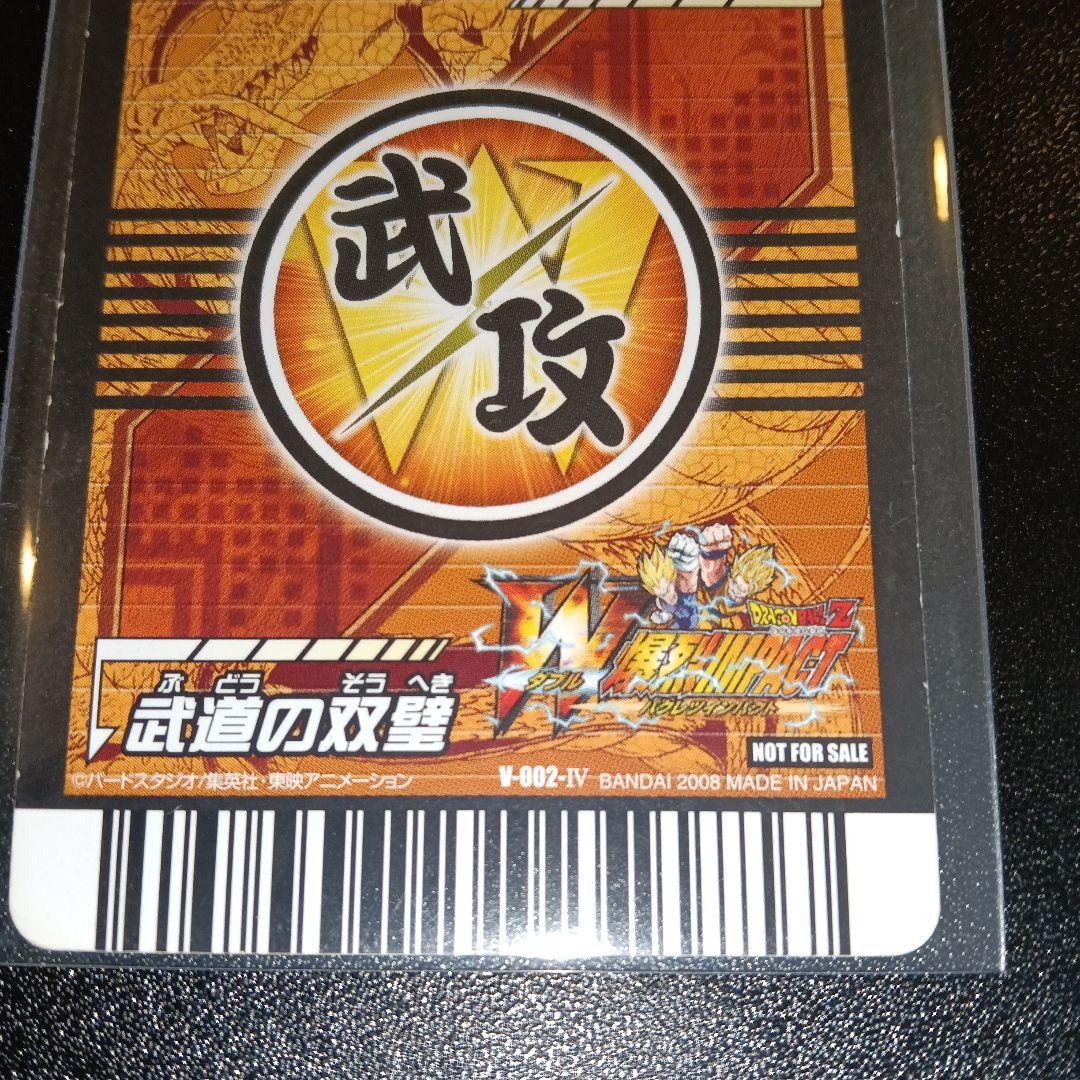 武
攻
DRAGON BALL Z
W
爆烈IMPACT
ダブル
バクレツインパクト
ぶ どう そう へき
武道の双璧
NOT FOR SALE
©バードスタジオ/集英社・東映アニメーション
V-002-IV BANDAI 2008 MADE IN JAPAN